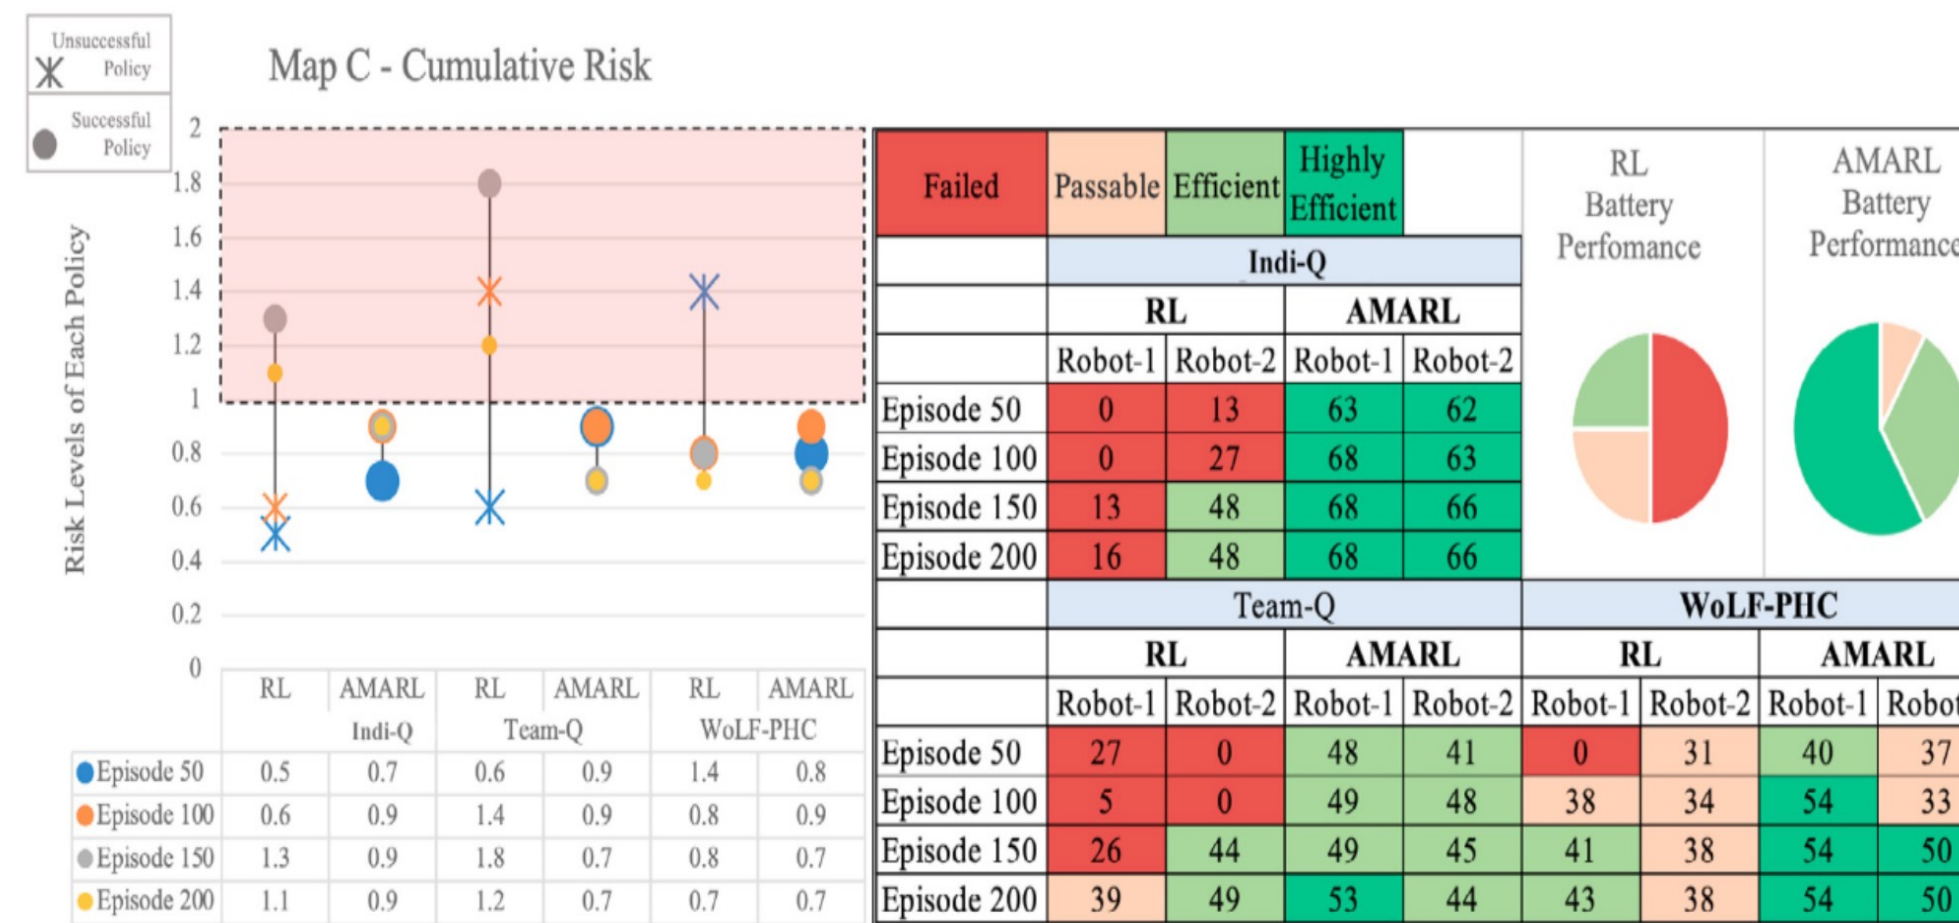 Unsuccessful
Policy
Successful
Policy
Map C - Cumulative Risk
Risk Levels of Each Policy
2
1.8
1.6
1.4
1.2
1
0.8
0.6
0.4
0.2
0
RL AMARL RL AMARL RL AMARL
Indi-Q Team-Q WoLF-PHC
Episode 50 0.5 0.7 0.6 0.9 1.4 0.8
Episode 100 0.6 0.9 1.4 0.9 0.8 0.9
Episode 150 1.3 0.9 1.8 0.7 0.8 0.7
Episode 200 1.1 0.9 1.2 0.7 0.7 0.7
Failed Passable Efficient Highly
Efficient
Indi-Q
RL AMARL
Robot-1 Robot-2 Robot-1 Robot-2
Episode 50 0 13 63 62
Episode 100 0 27 68 63
Episode 150 13 48 68 66
Episode 200 16 48 68 66
RL
Battery
Perfomance
AMARL
Battery
Performance
Team-Q WoLF-PHC
RL AMARL RL AMARL
Robot-1 Robot-2 Robot-1 Robot-2 Robot-1 Robot-2 Robot-1 Robot
Episode 50 27 0 48 41 0 31 40 37
Episode 100 5 0 49 48 38 34 54 33
Episode 150 26 44 49 45 41 38 54 50
Episode 200 39 49 53 44 43 38 54 50